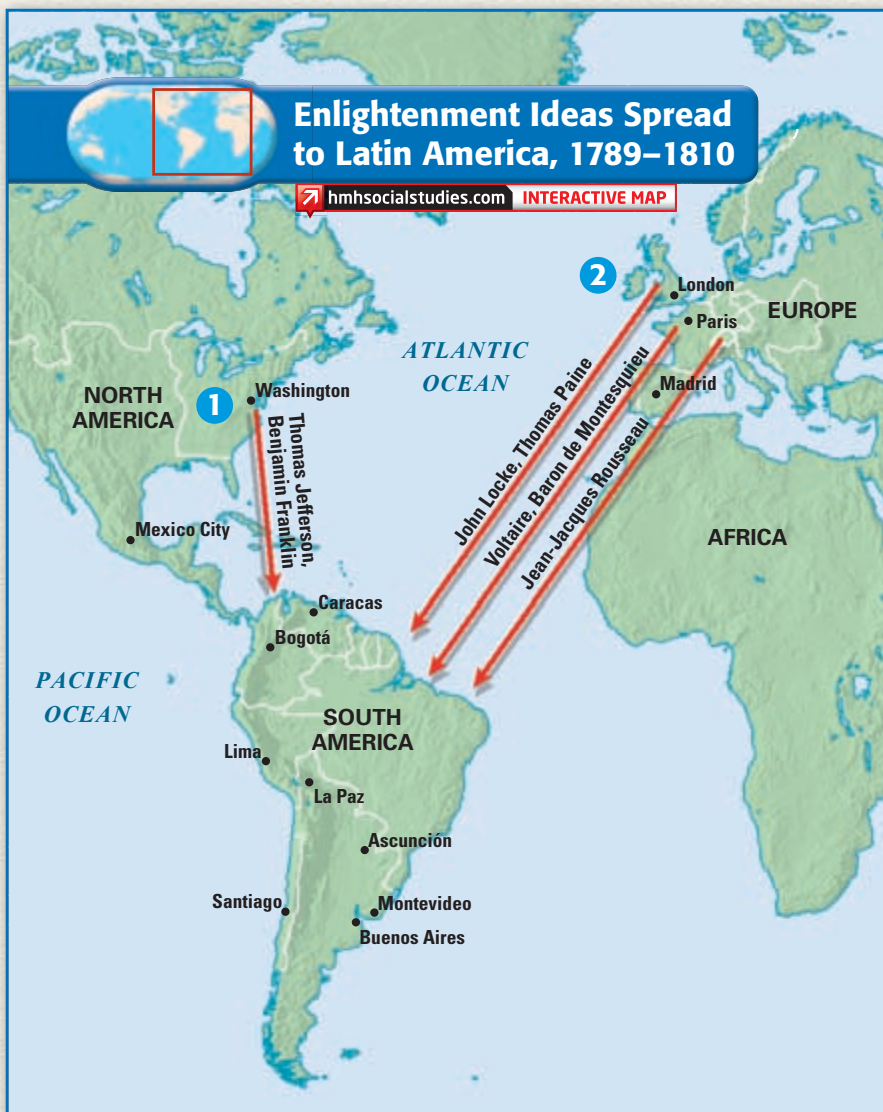 Enlightenment Ideas Spread
to Latin America, 1789–1810
hmhsocialstudies.com INTERACTIVE MAP
2
London
EUROPE
Paris
ATLANTIC
OCEAN
NORTH
AMERICA
1
Washington
Madrid
Thomas Jefferson,
Benjamin Franklin
John Locke, Thomas Paine
Voltaire, Baron de Montesquieu
Jean-Jacques Rousseau
Mexico City
AFRICA
Caracas
Bogotá
PACIFIC
OCEAN
SOUTH
AMERICA
Lima
La Paz
Ascunción
Santiago
Montevideo
Buenos Aires